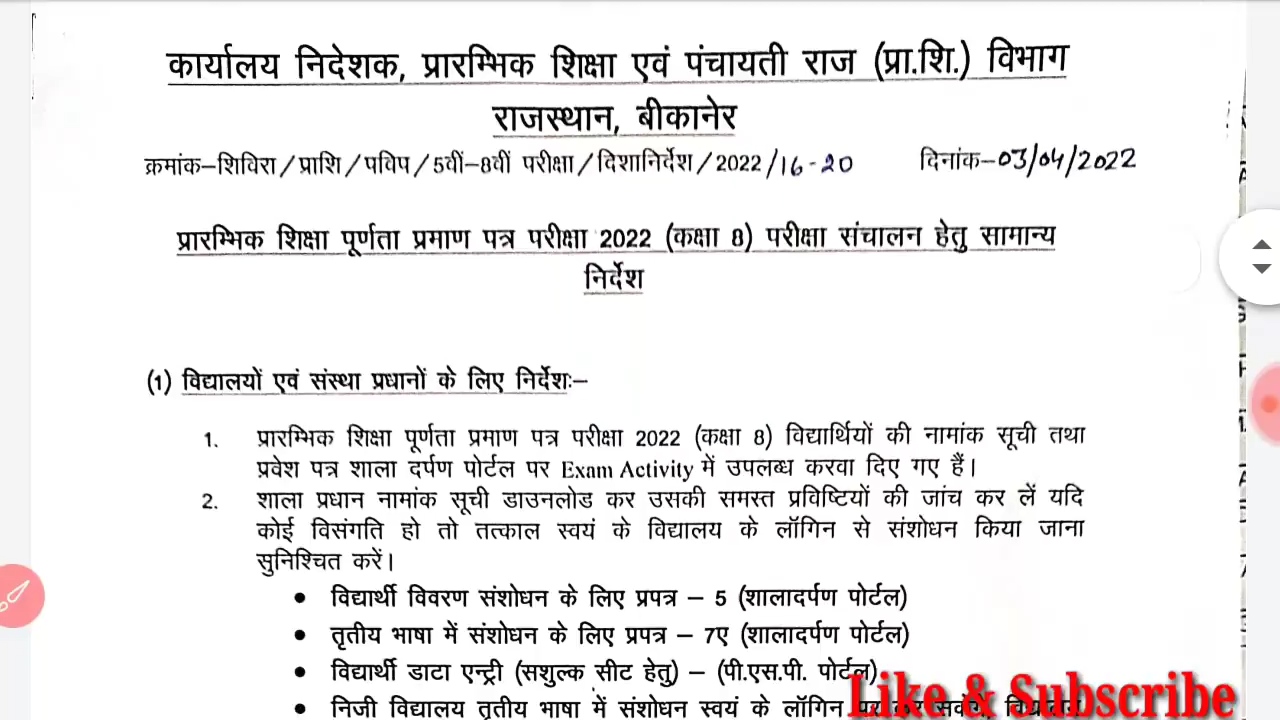 कार्यालय निदेशक, प्रारम्भिक शिक्षा एवं पंचायती राज (प्रा.शि.) विभाग
राजस्थान, बीकानेर
क्रमांक-शिविरा/प्राशि/पविप/5वीं-8वीं परीक्षा/दिशानिर्देश/2022/16-20 दिनांक-03/04/2022
प्रारम्भिक शिक्षा पूर्णता प्रमाण पत्र परीक्षा 2022 (कक्षा 8) परीक्षा संचालन हेतु सामान्य
निर्देश
(1) विद्यालयों एवं संस्था प्रधानों के लिए निर्देशः–
1. प्रारम्भिक शिक्षा पूर्णता प्रमाण पत्र परीक्षा 2022 (कक्षा 8) विद्यार्थियों की नामांक सूची तथा
प्रवेश पत्र शाला दर्पण पोर्टल पर Exam Activity में उपलब्ध करवा दिए गए हैं।
2. शाला प्रधान नामांक सूची डाउनलोड कर उसकी समस्त प्रविष्टियों की जांच कर लें यदि
कोई विसंगति हो तो तत्काल स्वयं के विद्यालय के लॉगिन से संशोधन किया जाना
सुनिश्चित करें।
• विद्यार्थी विवरण संशोधन के लिए प्रपत्र – 5 (शालादर्पण पोर्टल)
• तृतीय भाषा में संशोधन के लिए प्रपत्र – 7ए (शालादर्पण पोर्टल)
• विद्यार्थी डाटा एन्ट्री (सशुल्क सीट हेतु) – (पी.एस.पी. पोर्टल)
• निजी विद्यालय तृतीय भाषा में संशोधन स्वयं के लॉगिन
Like & Subscribe